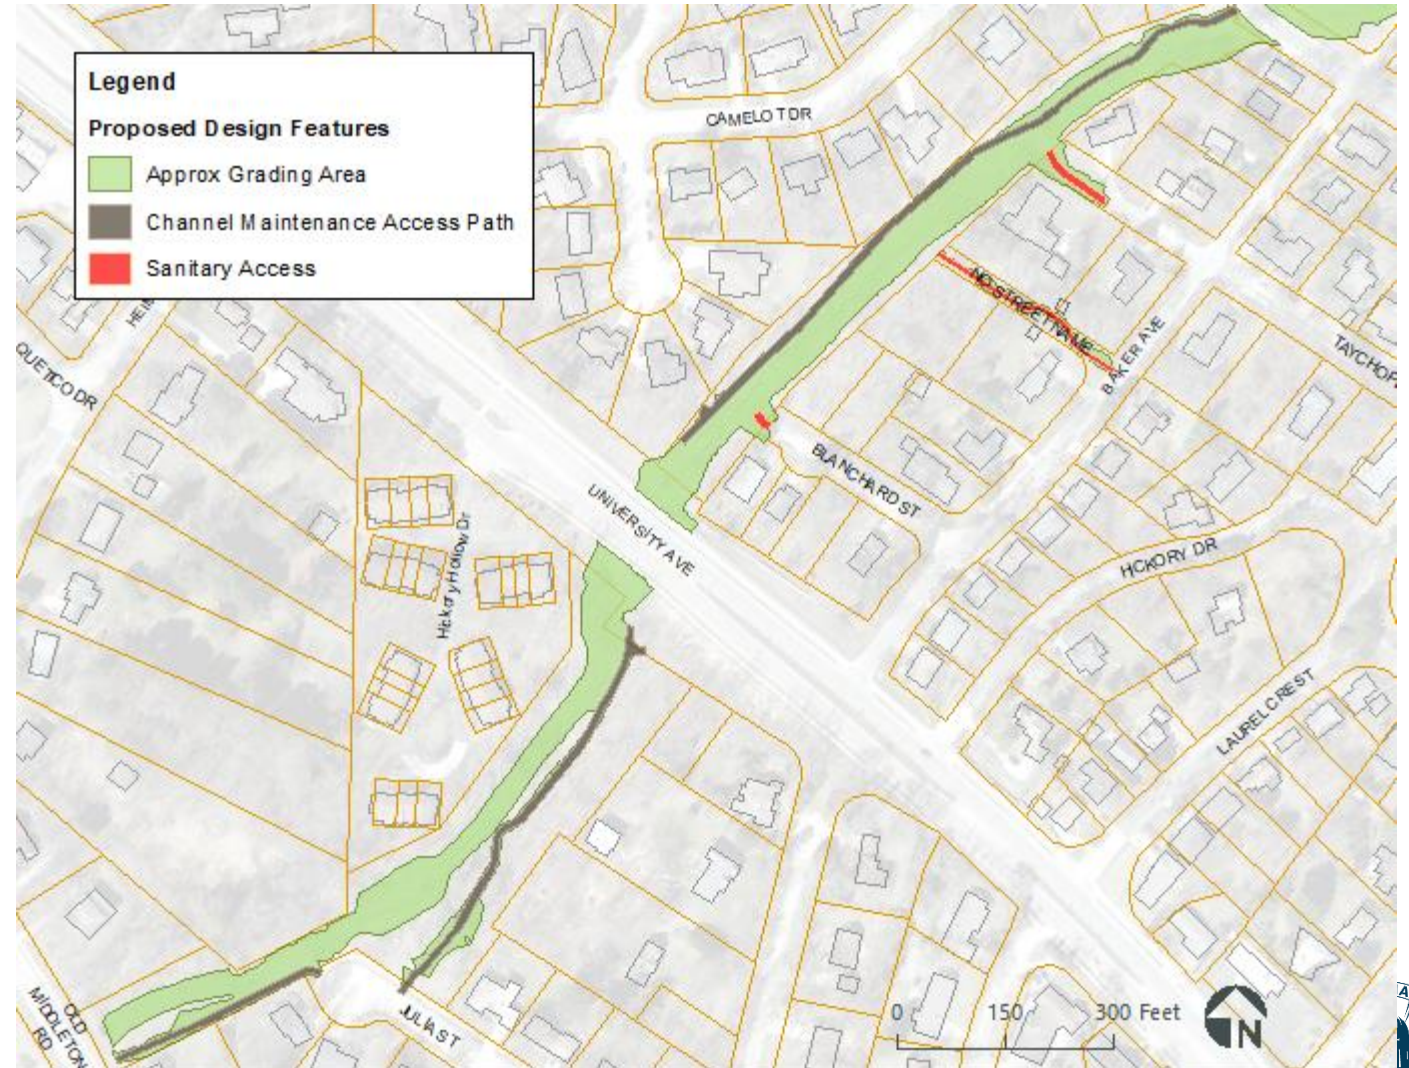 Legend
Proposed Design Features
Approx Grading Area
Channel Maintenance Access Path
Sanitary Access
CAMELOT DR
QUETICO DR
NO STREET NAME
BAKER AVE
BLANCHARD ST
UNIVERSITY AVE
Hickory Hollow Dr
HICKORY DR
LAUREL CREST
OLD
MIDDLETON
RD
JULIA ST
0 150 300 Feet
N